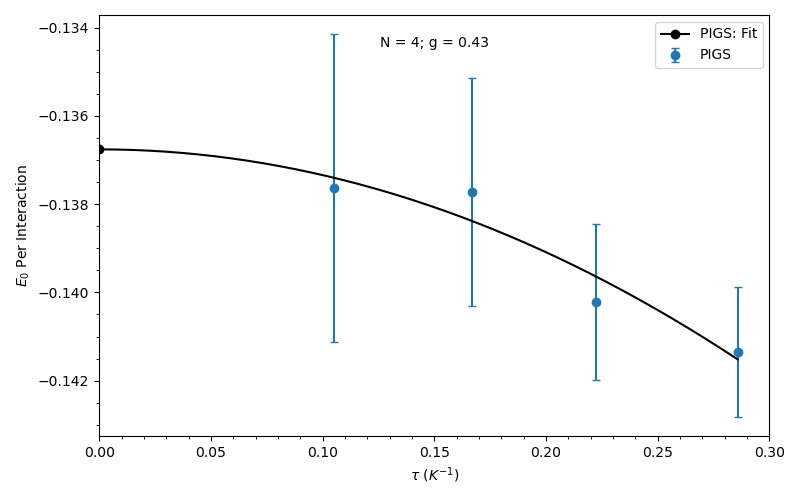 N = 4; g = 0.43
PIGS: Fit
PIGS
E₀ Per Interaction
−0.134
−0.136
−0.138
−0.140
−0.142
0.00 0.05 0.10 0.15 0.20 0.25 0.30
τ (K⁻¹)